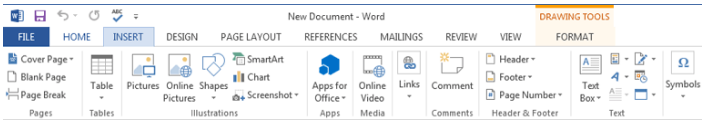 ABC
New Document - Word
DRAWING TOOLS
FILE HOME INSERT DESIGN PAGE LAYOUT REFERENCES MAILINGS REVIEW VIEW FORMAT
Cover Page
Blank Page
Page Break
Pages
Table
Tables
Pictures
Online
Pictures
Shapes
SmartArt
Chart
Screenshot
Illustrations
Apps for
Office
Apps
Online
Video
Media
Links
Comment
Comments
Header
Footer
Page Number
Header & Footer
Text
Box
Text
Ω
Symbols